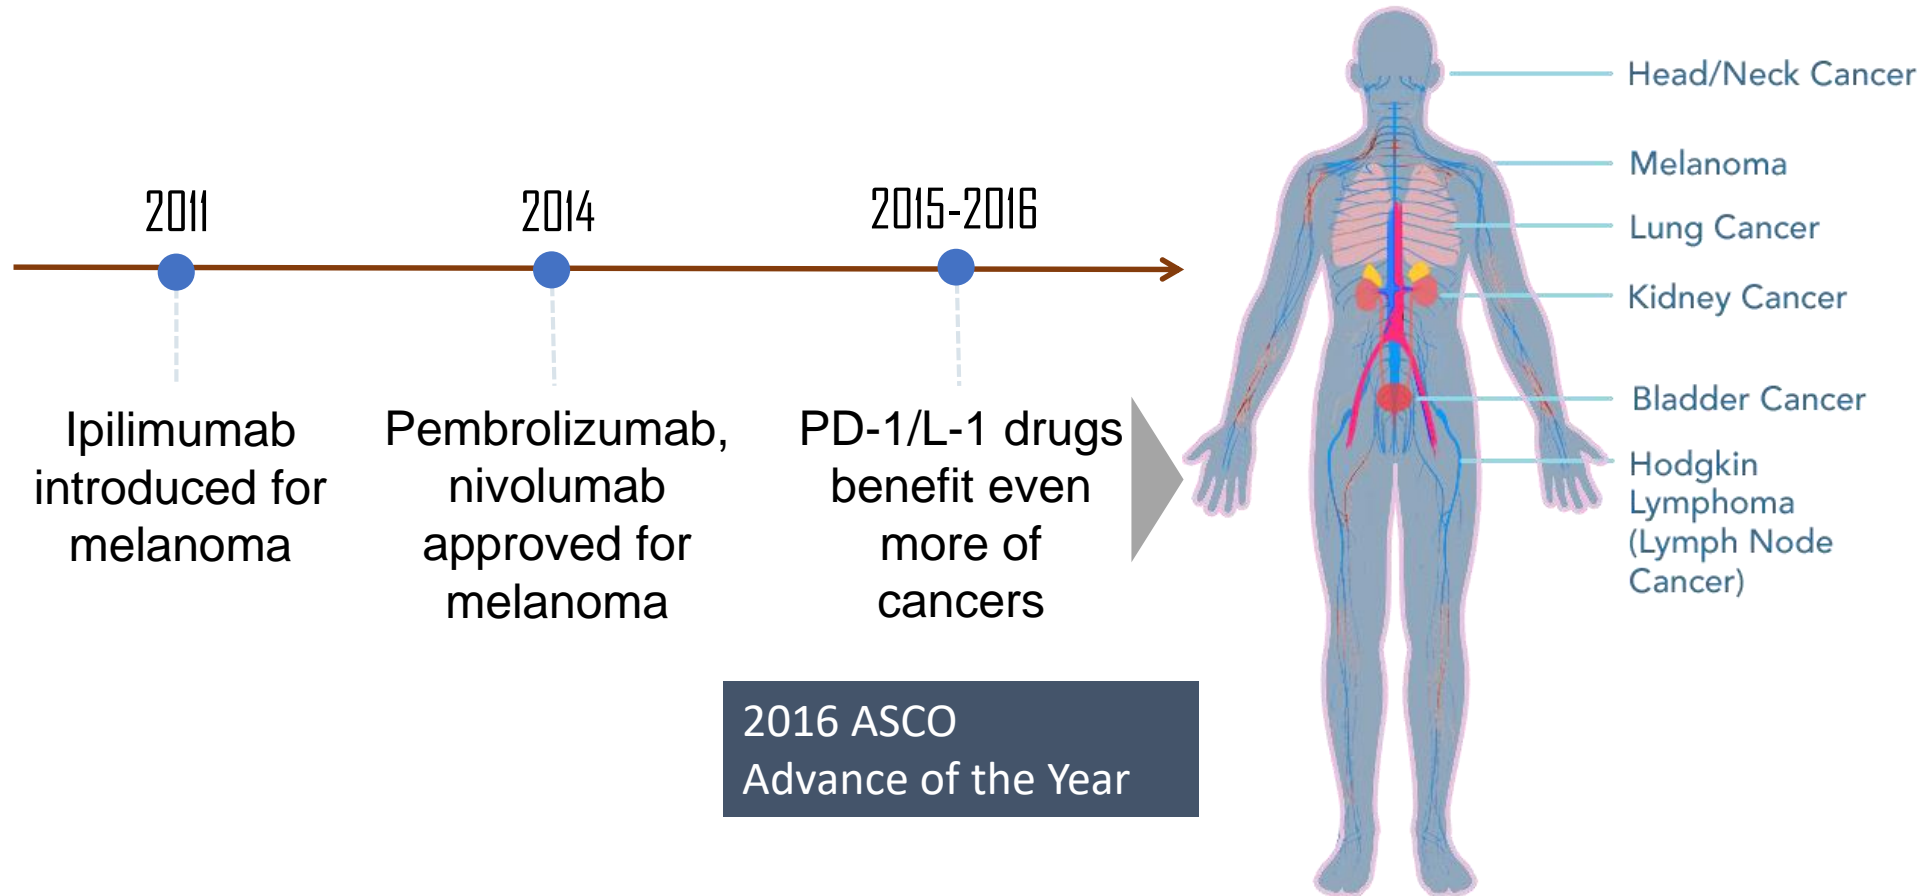 2011
Ipilimumab
introduced for
melanoma
2014
Pembrolizumab,
nivolumab
approved for
melanoma
2015-2016
PD-1/L-1 drugs
benefit even
more of
cancers
2016 ASCO
Advance of the Year
Head/Neck Cancer
Melanoma
Lung Cancer
Kidney Cancer
Bladder Cancer
Hodgkin
Lymphoma
(Lymph Node
Cancer)